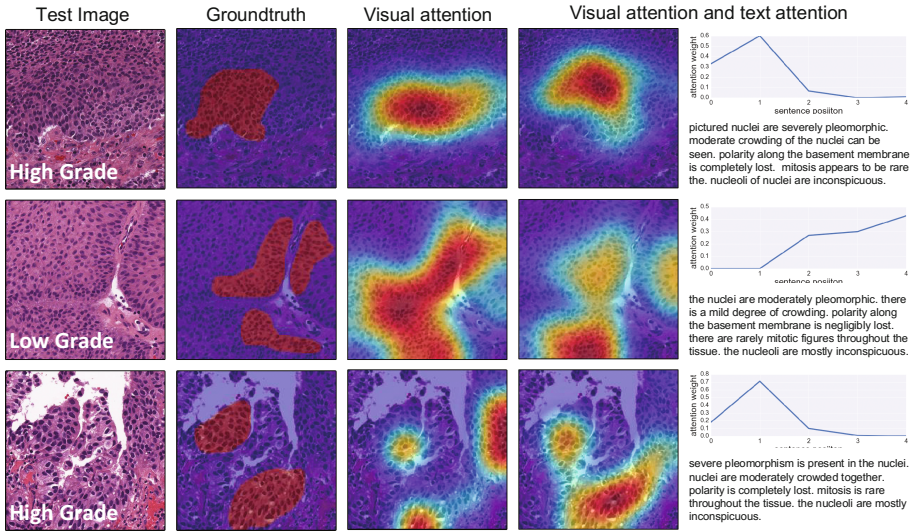 Test Image
Groundtruth
Visual attention
Visual attention and text attention
High Grade
0.6
0.5
0.4
0.3
0.2
0.1
0.0
attention weight
0 1 2 3 4
sentence posiiton
pictured nuclei are severely pleomorphic.
moderate crowding of the nuclei can be
seen. polarity along the basement membrane
is completely lost. mitosis appears to be rare
the. nucleoli of nuclei are inconspicuous.
Low Grade
0.5
0.4
0.3
0.2
0.1
0.0
attention weight
0 1 2 3 4
sentence posiiton
the nuclei are moderately pleomorphic. there
is a mild degree of crowding. polarity along
the basement membrane is negligibly lost.
there are rarely mitotic figures throughout the
tissue. the nucleoli are mostly inconspicuous.
High Grade
0.8
0.7
0.6
0.5
0.4
0.3
0.2
0.1
0.0
attention weight
0 1 2 3 4
severe pleomorphism is present in the nuclei.
nuclei are moderately crowded together.
polarity is completely lost. mitosis is rare
throughout the tissue. the nucleoli are mostly
inconspicuous.